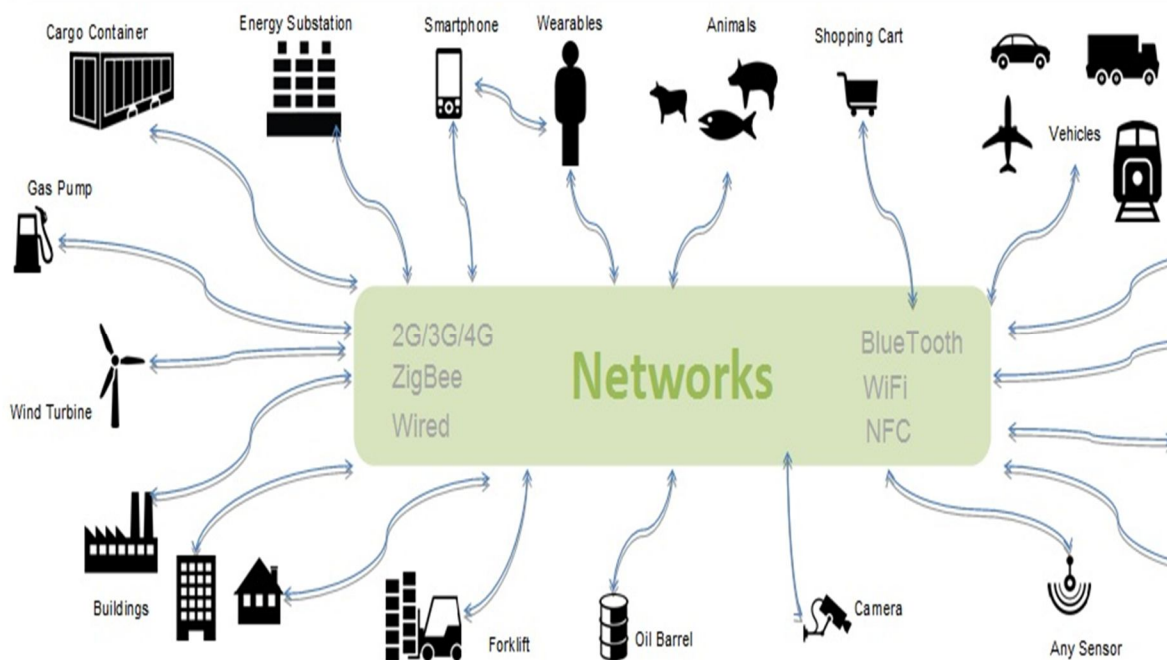 Energy Substation
Smartphone
Wearables
Animals
Cargo Container
Shopping Cart
Vehicles
Gas Pump
2G/3G/4G
ZigBee
Wired
Networks
BlueTooth
WiFi
NFC
Wind Turbine
Buildings
Forklift
Oil Barrel
Camera
Any Sensor